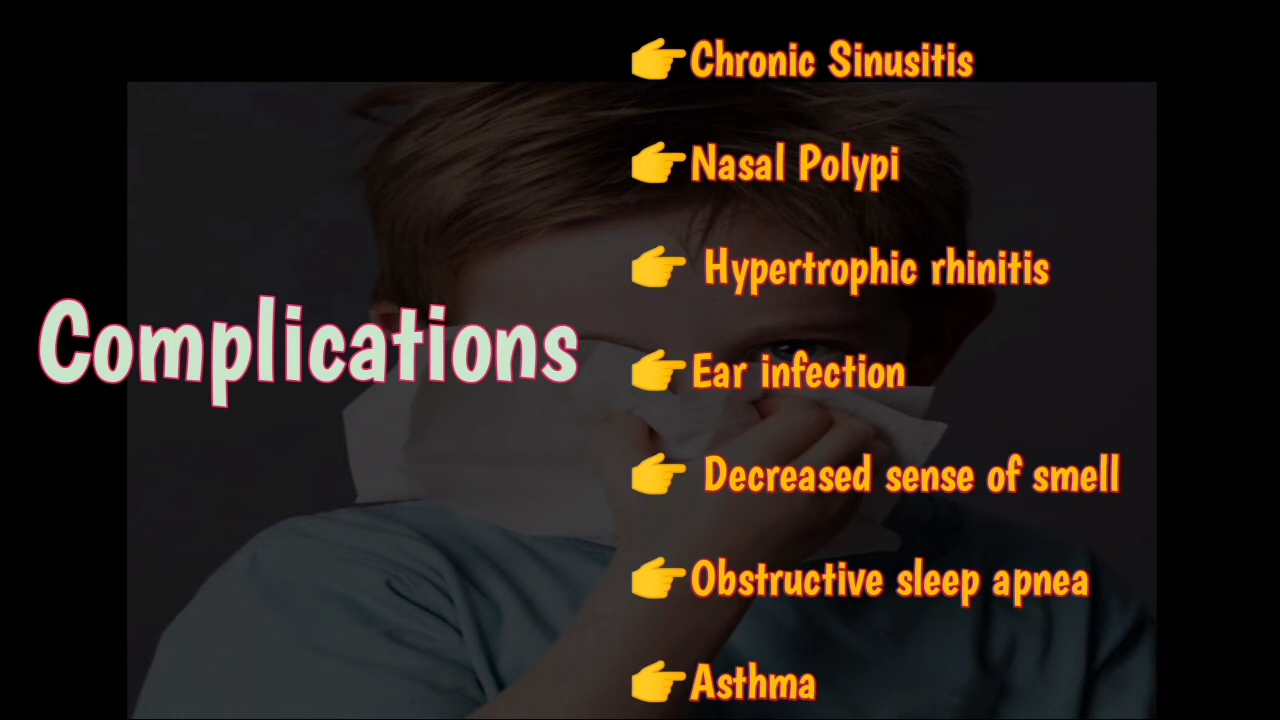 Complications
👉Chronic Sinusitis
👉Nasal Polypi
👉 Hypertrophic rhinitis
👉Ear infection
👉 Decreased sense of smell
👉Obstructive sleep apnea
👉Asthma